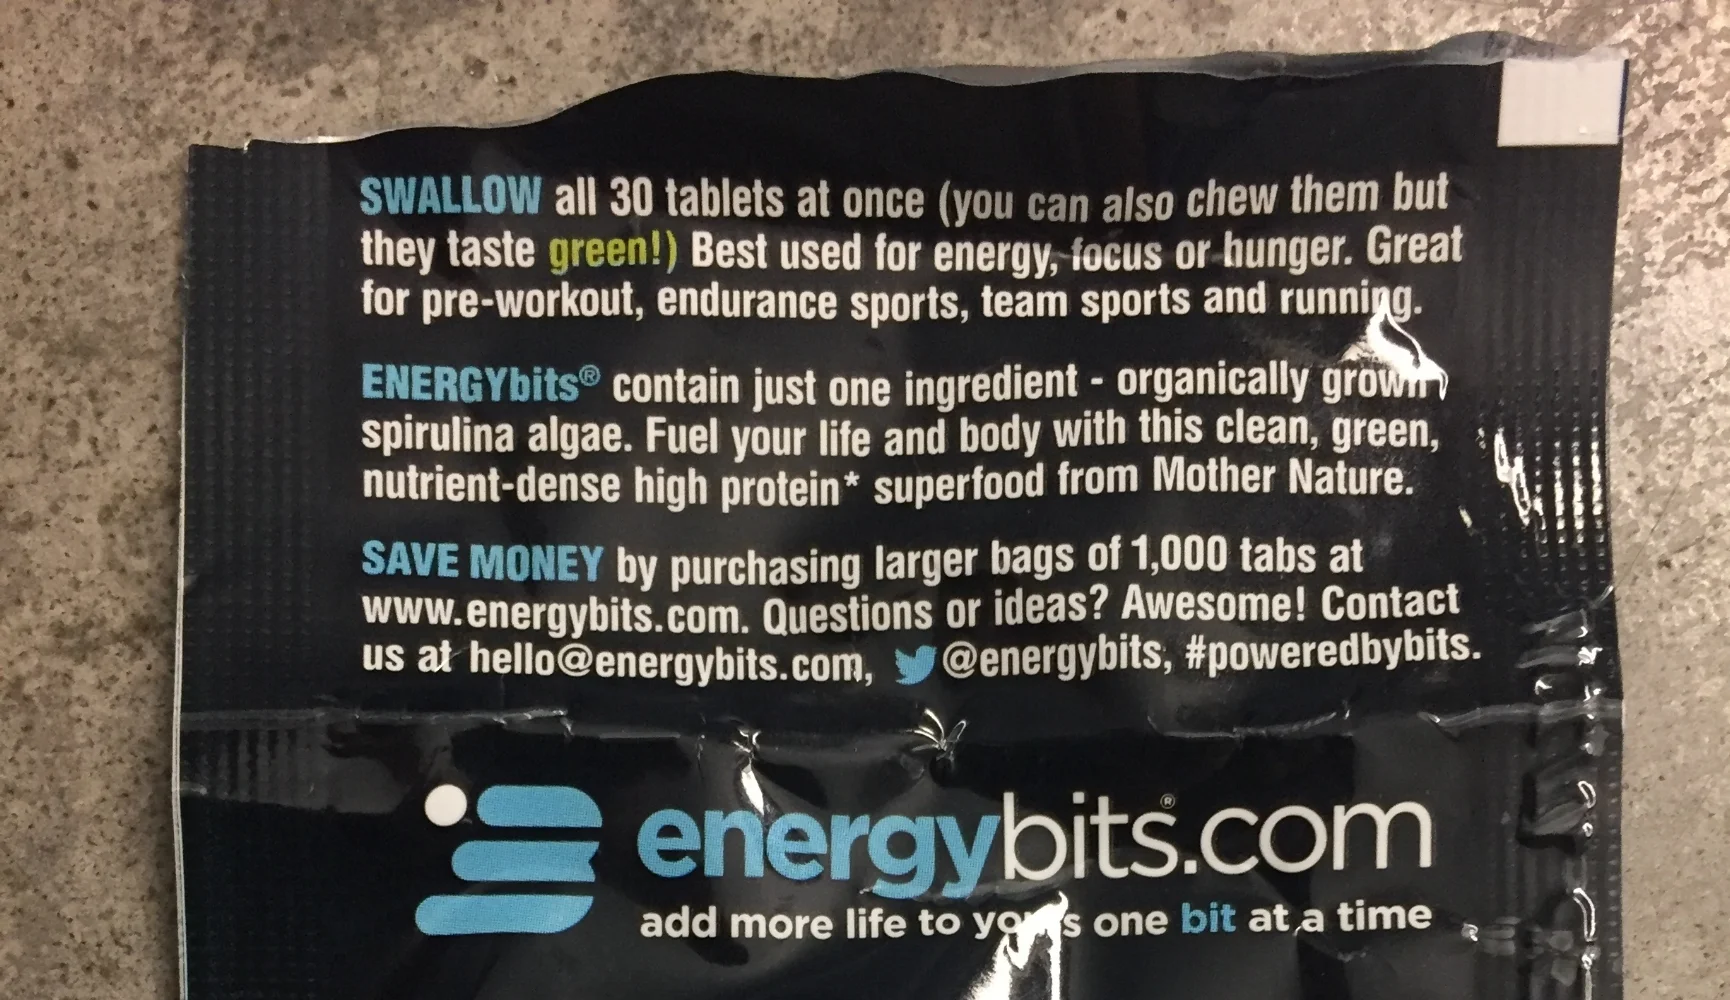 SWALLOW all 30 tablets at once (you can also chew them but
they taste green!) Best used for energy, focus or hunger. Great
for pre-workout, endurance sports, team sports and running.
ENERGYbits® contain just one ingredient - organically grown
spirulina algae. Fuel your life and body with this clean, green,
nutrient-dense high protein* superfood from Mother Nature.
SAVE MONEY by purchasing larger bags of 1,000 tabs at
www.energybits.com. Questions or ideas? Awesome! Contact
us at hello@energybits.com, @energybits, #poweredbybits.
energybits®.com
add more life to yours one bit at a time